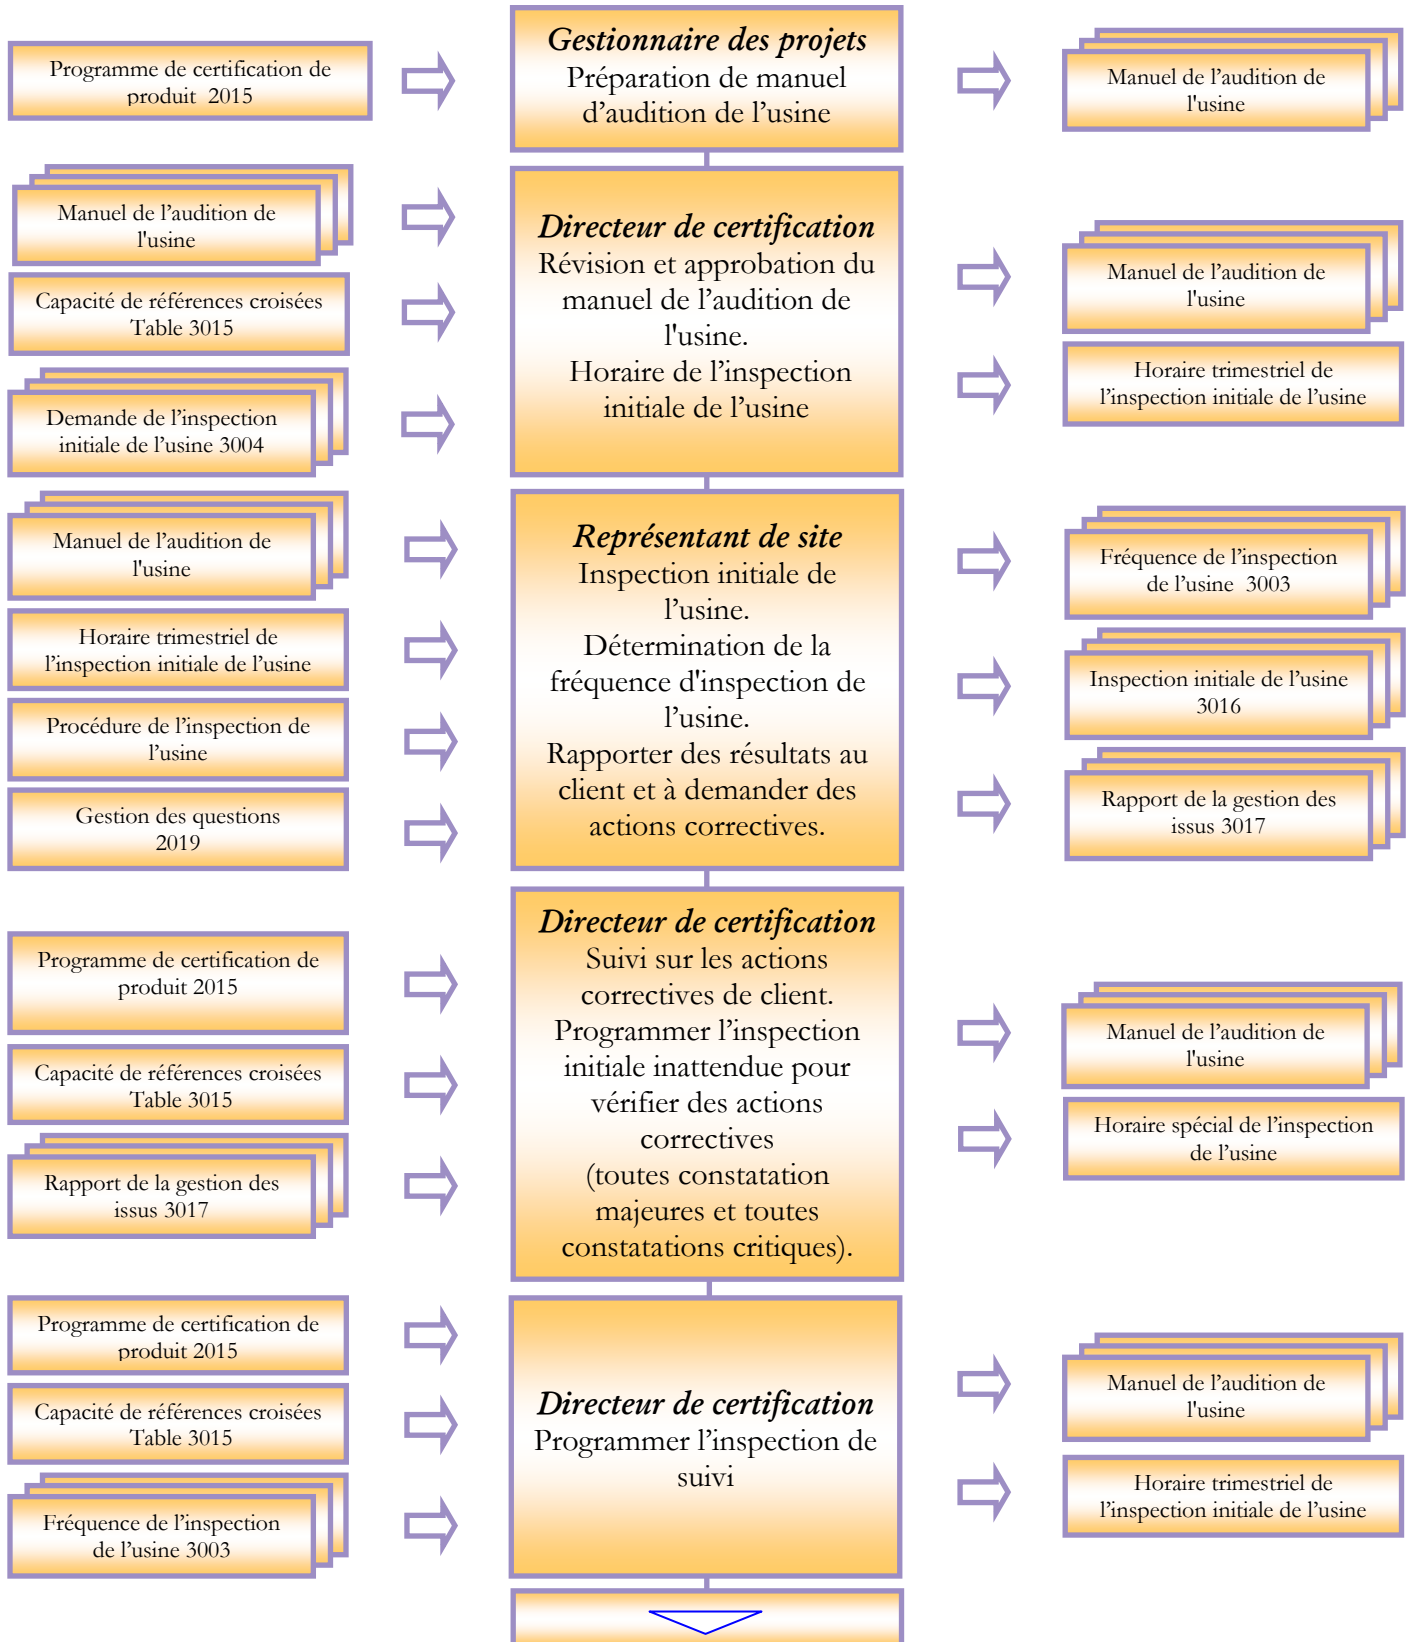 Programme de certification de
produit 2015
Gestionnaire des projets
Préparation de manuel
d’audition de l’usine
Manuel de l’audition de
l'usine
Manuel de l’audition de
l'usine
Capacité de références croisées
Table 3015
Demande de l’inspection
initiale de l’usine 3004
Directeur de certification
Révision et approbation du
manuel de l’audition de
l'usine.
Horaire de l’inspection
initiale de l’usine
Manuel de l’audition de
l'usine
Horaire trimestriel de
l’inspection initiale de l’usine
Manuel de l’audition de
l'usine
Horaire trimestriel de
l’inspection initiale de l’usine
Procédure de l’inspection de
l’usine
Gestion des questions
2019
Représentant de site
Inspection initiale de
l’usine.
Détermination de la
fréquence d'inspection de
l’usine.
Rapporter des résultats au
client et à demander des
actions correctives.
Fréquence de l’inspection
de l’usine 3003
Inspection initiale de l’usine
3016
Rapport de la gestion des
issus 3017
Programme de certification de
produit 2015
Capacité de références croisées
Table 3015
Rapport de la gestion des
issus 3017
Directeur de certification
Suivi sur les actions
correctives de client.
Programmer l’inspection
initiale inattendue pour
vérifier des actions
correctives
(toutes constatation
majeures et toutes
constatations critiques).
Manuel de l’audition de
l'usine
Horaire spécial de l’inspection
de l’usine
Programme de certification de
produit 2015
Capacité de références croisées
Table 3015
Fréquence de l’inspection
de l’usine 3003
Directeur de certification
Programmer l’inspection de
suivi
Manuel de l’audition de
l'usine
Horaire trimestriel de
l’inspection initiale de l’usine